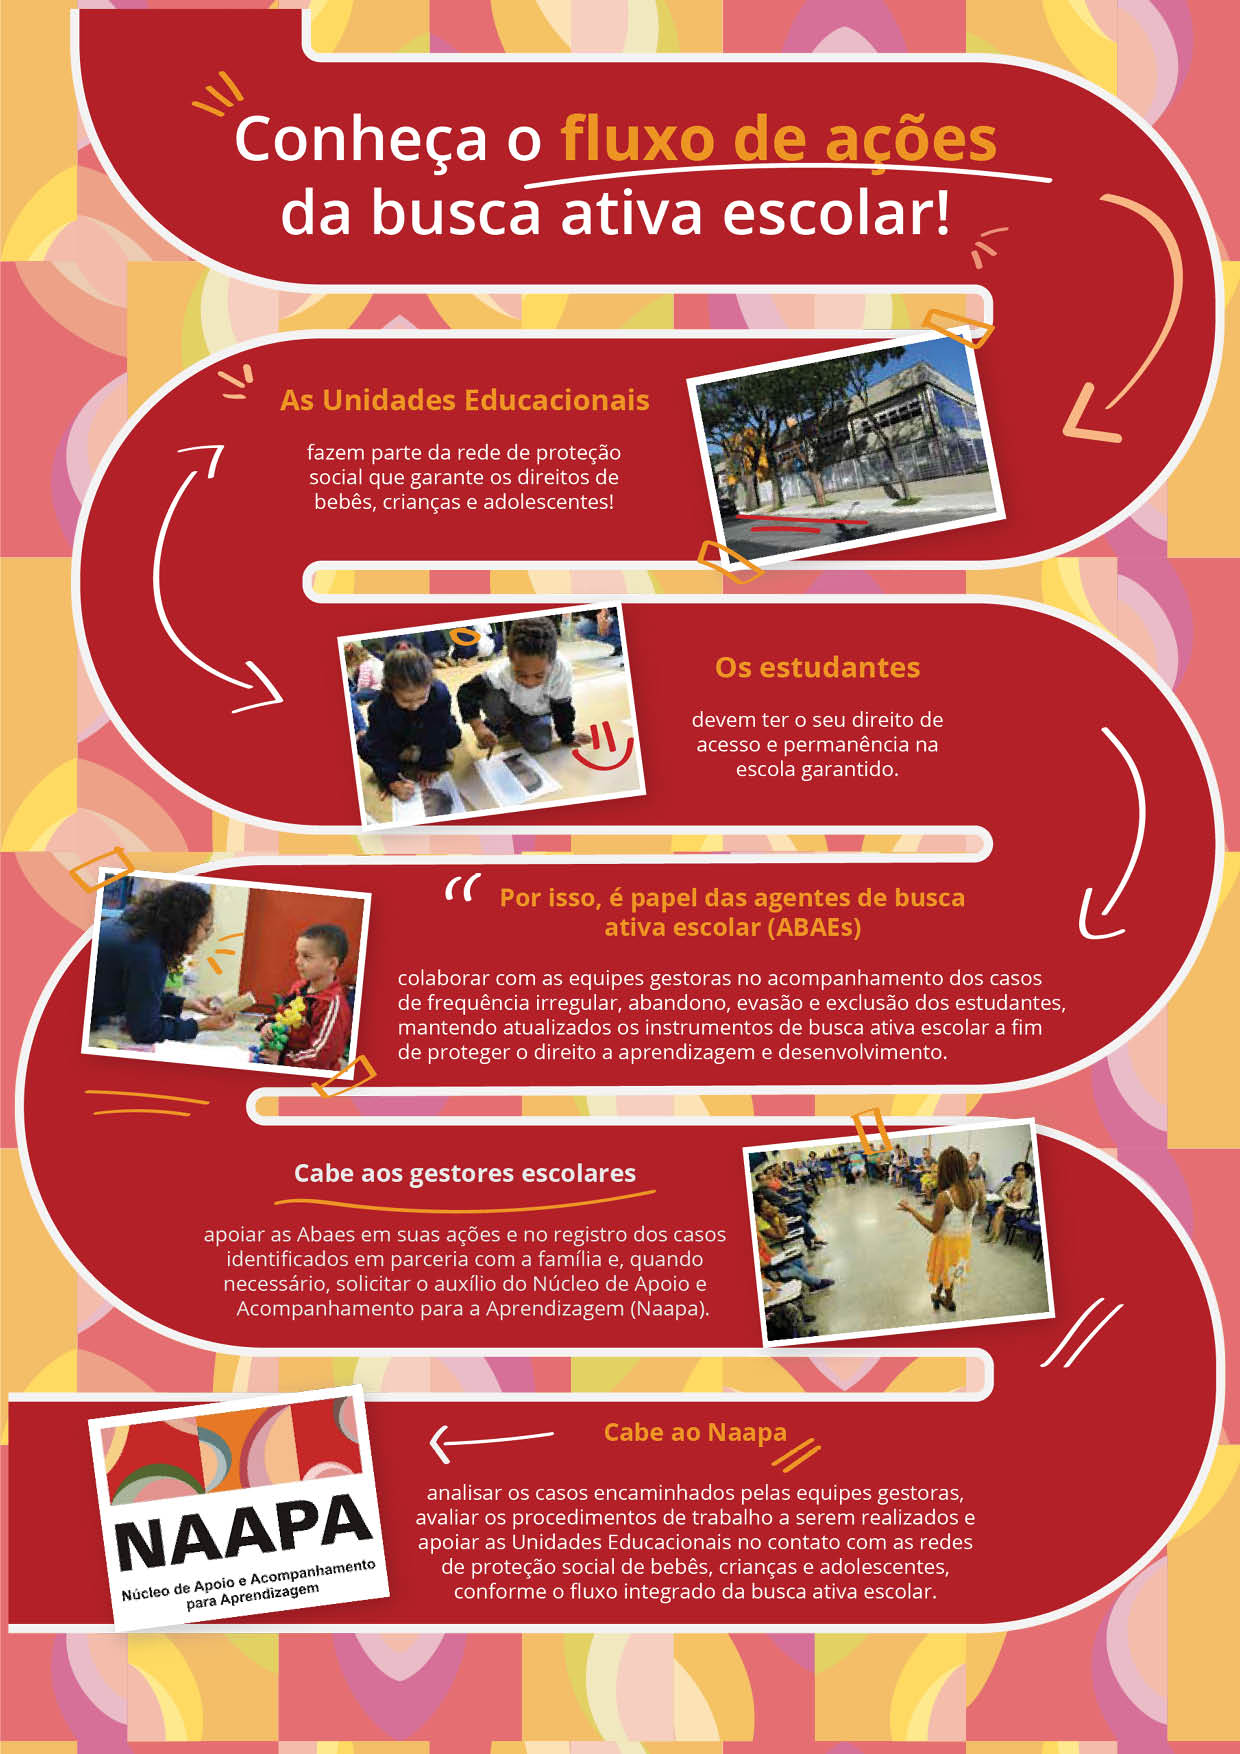 Conheça o fluxo de ações
da busca ativa escolar!
As Unidades Educacionais
fazem parte da rede de proteção
social que garante os direitos de
bebês, crianças e adolescentes!
Os estudantes
devem ter o seu direito de
acesso e permanência na
escola garantido.
Por isso, é papel das agentes de busca
ativa escolar (ABAEs)
colaborar com as equipes gestoras no acompanhamento dos casos
de frequência irregular, abandono, evasão e exclusão dos estudantes,
mantendo atualizados os instrumentos de busca ativa escolar a fim
de proteger o direito a aprendizagem e desenvolvimento.
Cabe aos gestores escolares
apoiar as Abaes em suas ações e no registro dos casos
identificados em parceria com a família e, quando
necessário, solicitar o auxílio do Núcleo de Apoio e
Acompanhamento para a Aprendizagem (Naapa).
Cabe ao Naapa
analisar os casos encaminhados pelas equipes gestoras,
avaliar os procedimentos de trabalho a serem realizados e
apoiar as Unidades Educacionais no contato com as redes
de proteção social de bebês, crianças e adolescentes,
conforme o fluxo integrado da busca ativa escolar.
NAAPA
Núcleo de Apoio e Acompanhamento
para Aprendizagem